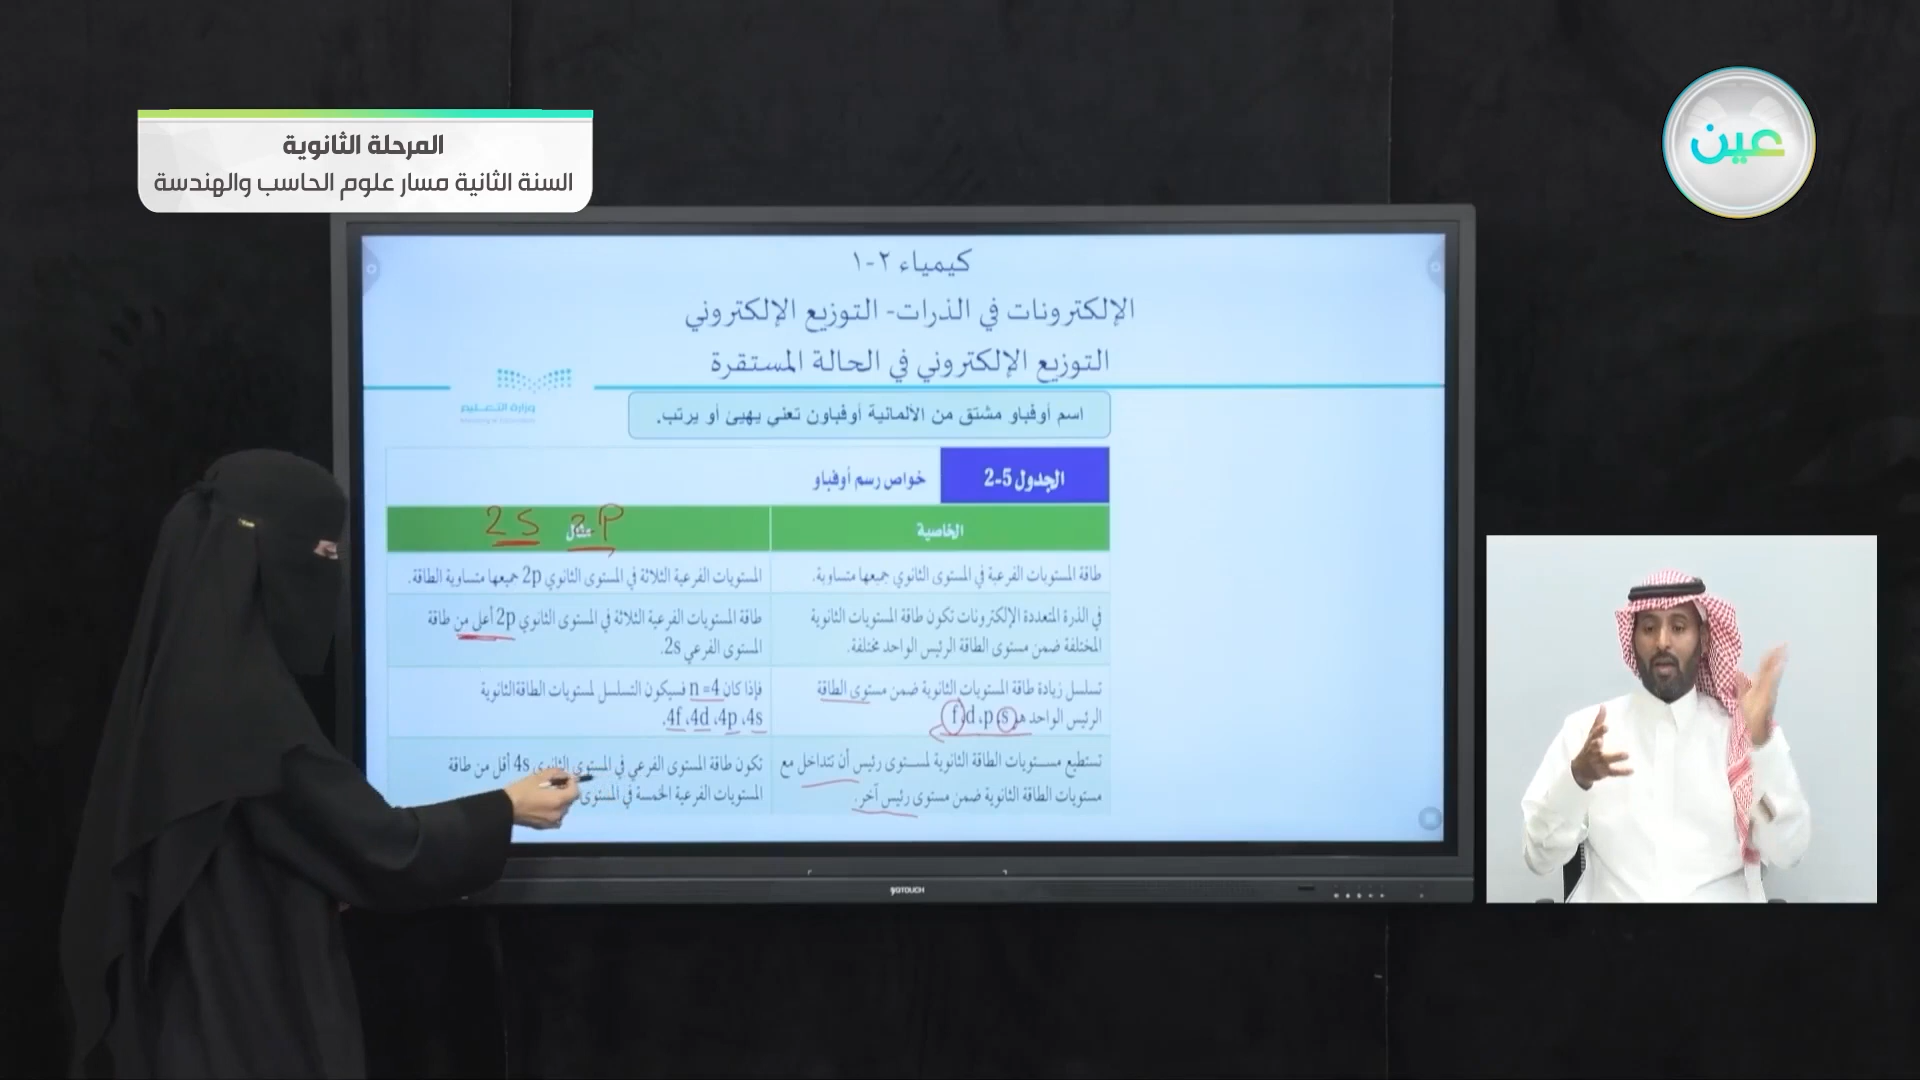 المرحلة الثانوية
السنة الثانية مسار علوم الحاسب والهندسة
عين
كيمياء ٢-١
الإلكترونات في الذرات- التوزيع الإلكتروني
التوزيع الإلكتروني في الحالة المستقرة
وزارة التعليم
اسم أوفباو مشتق من الألمانية أوفباون تعني يهيئ أو يرتب.
الجدول 5-2
خواص رسم أوفباو
الخاصية
مثال
2S 2P
طاقة المستويات الفرعية في المستوى الثانوي جميعها متساوية.
المستويات الفرعية الثلاثة في المستوى الثانوي 2p جميعها متساوية الطاقة.
في الذرة المتعددة الإلكترونات تكون طاقة المستويات الثانوية
المختلفة ضمن مستوى الطاقة الرئيس الواحد مختلفة.
طاقة المستويات الفرعية الثلاثة في المستوى الثانوي 2p أعلى من طاقة
المستوى الفرعي 2s.
تسلسل زيادة طاقة المستويات الثانوية ضمن مستوى الطاقة
الرئيس الواحد هو s، p، d، f
فإذا كان n =4 فسيكون التسلسل لمستويات الطاقة الثانوية
4s، 4p، 4d، 4f.
تستطيع مستويات الطاقة الثانوية لمستوى رئيس أن تتداخل مع
مستويات الطاقة الثانوية ضمن مستوى رئيس آخر.
تكون طاقة المستوى الفرعي في المستوى الثانوي 4s أقل من طاقة
المستويات الفرعية الخمسة في المستوى